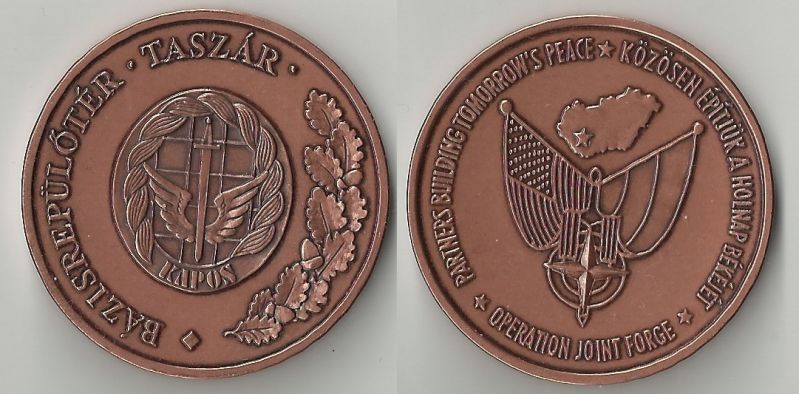 BÁZISREPÜLŐTÉR · TASZÁR ·
KAPOS
PARTNERS BUILDING TOMORROW'S PEACE ★ KÖZÖSEN ÉPÍTJÜK A HOLNAP BÉKÉJÉT ★
★ OPERATION JOINT FORGE